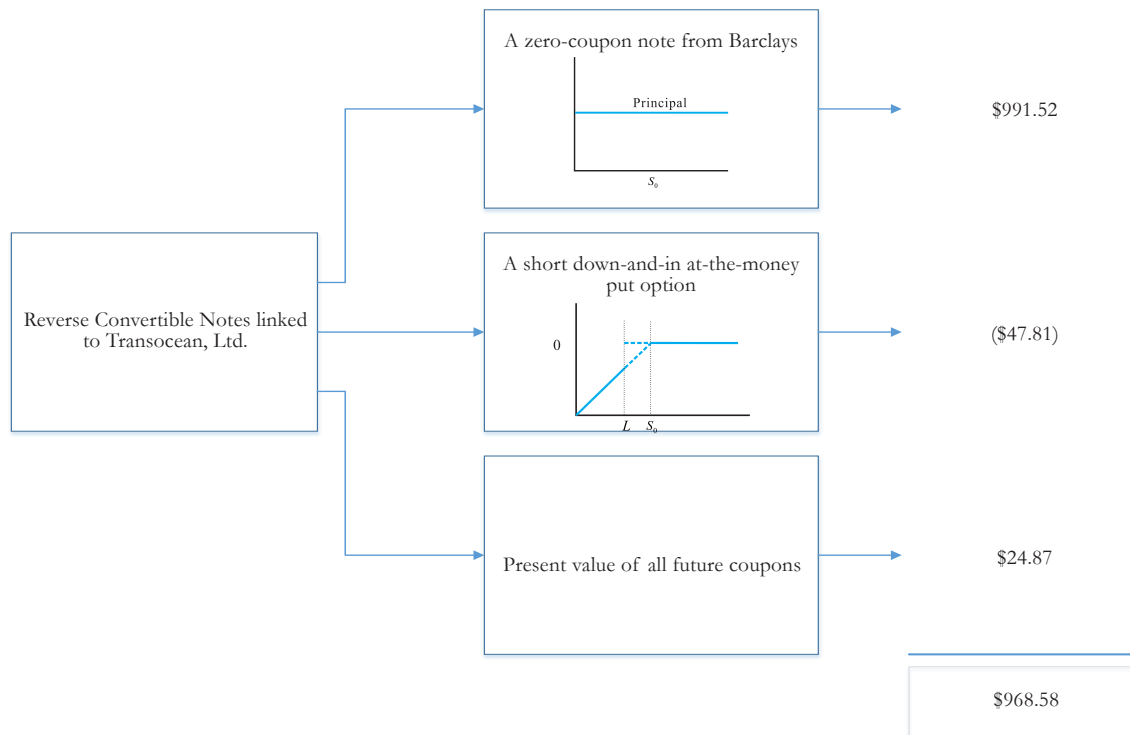 A zero-coupon note from Barclays
Principal
S₀
$991.52
Reverse Convertible Notes linked
to Transocean, Ltd.
A short down-and-in at-the-money
put option
0
L S₀
($47.81)
Present value of all future coupons
$24.87
$968.58